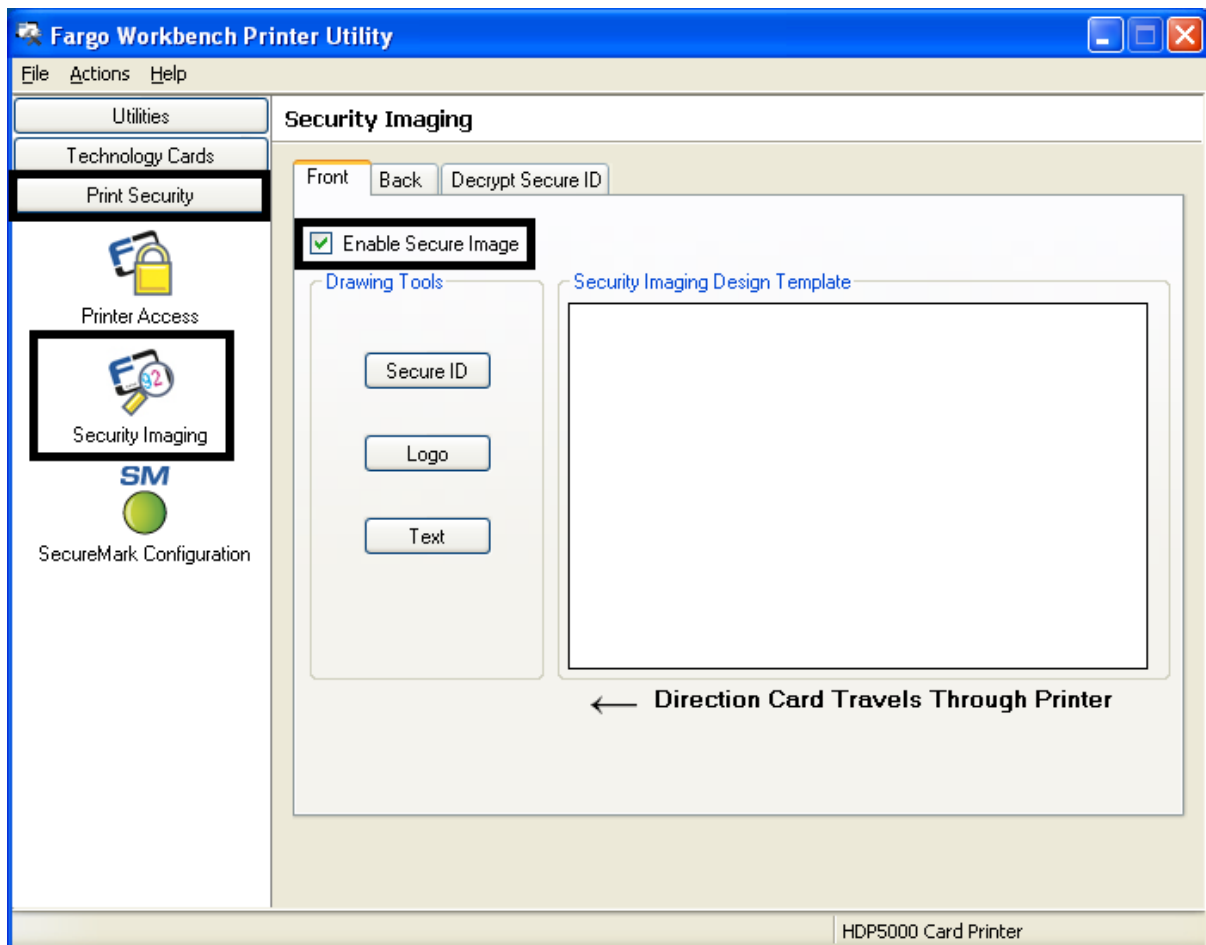 Fargo Workbench Printer Utility
File Actions Help
Utilities
Technology Cards
Print Security
Printer Access
Security Imaging
SM
SecureMark Configuration
Security Imaging
Front Back Decrypt Secure ID
Enable Secure Image
Drawing Tools
Secure ID
Logo
Text
Security Imaging Design Template
← Direction Card Travels Through Printer
HDP5000 Card Printer